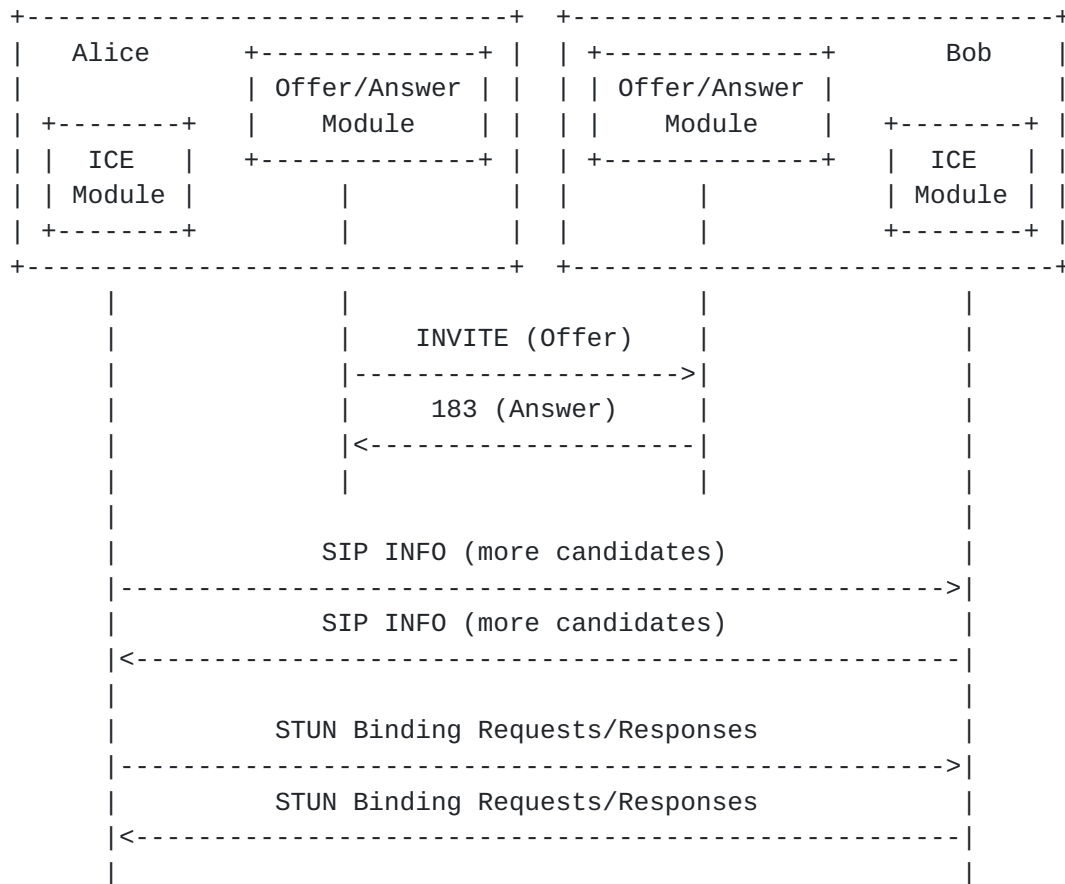 Alice Bob
Offer/Answer Offer/Answer
Module Module
ICE ICE
Module Module
INVITE (Offer)
183 (Answer)
SIP INFO (more candidates)
SIP INFO (more candidates)
STUN Binding Requests/Responses
STUN Binding Requests/Responses